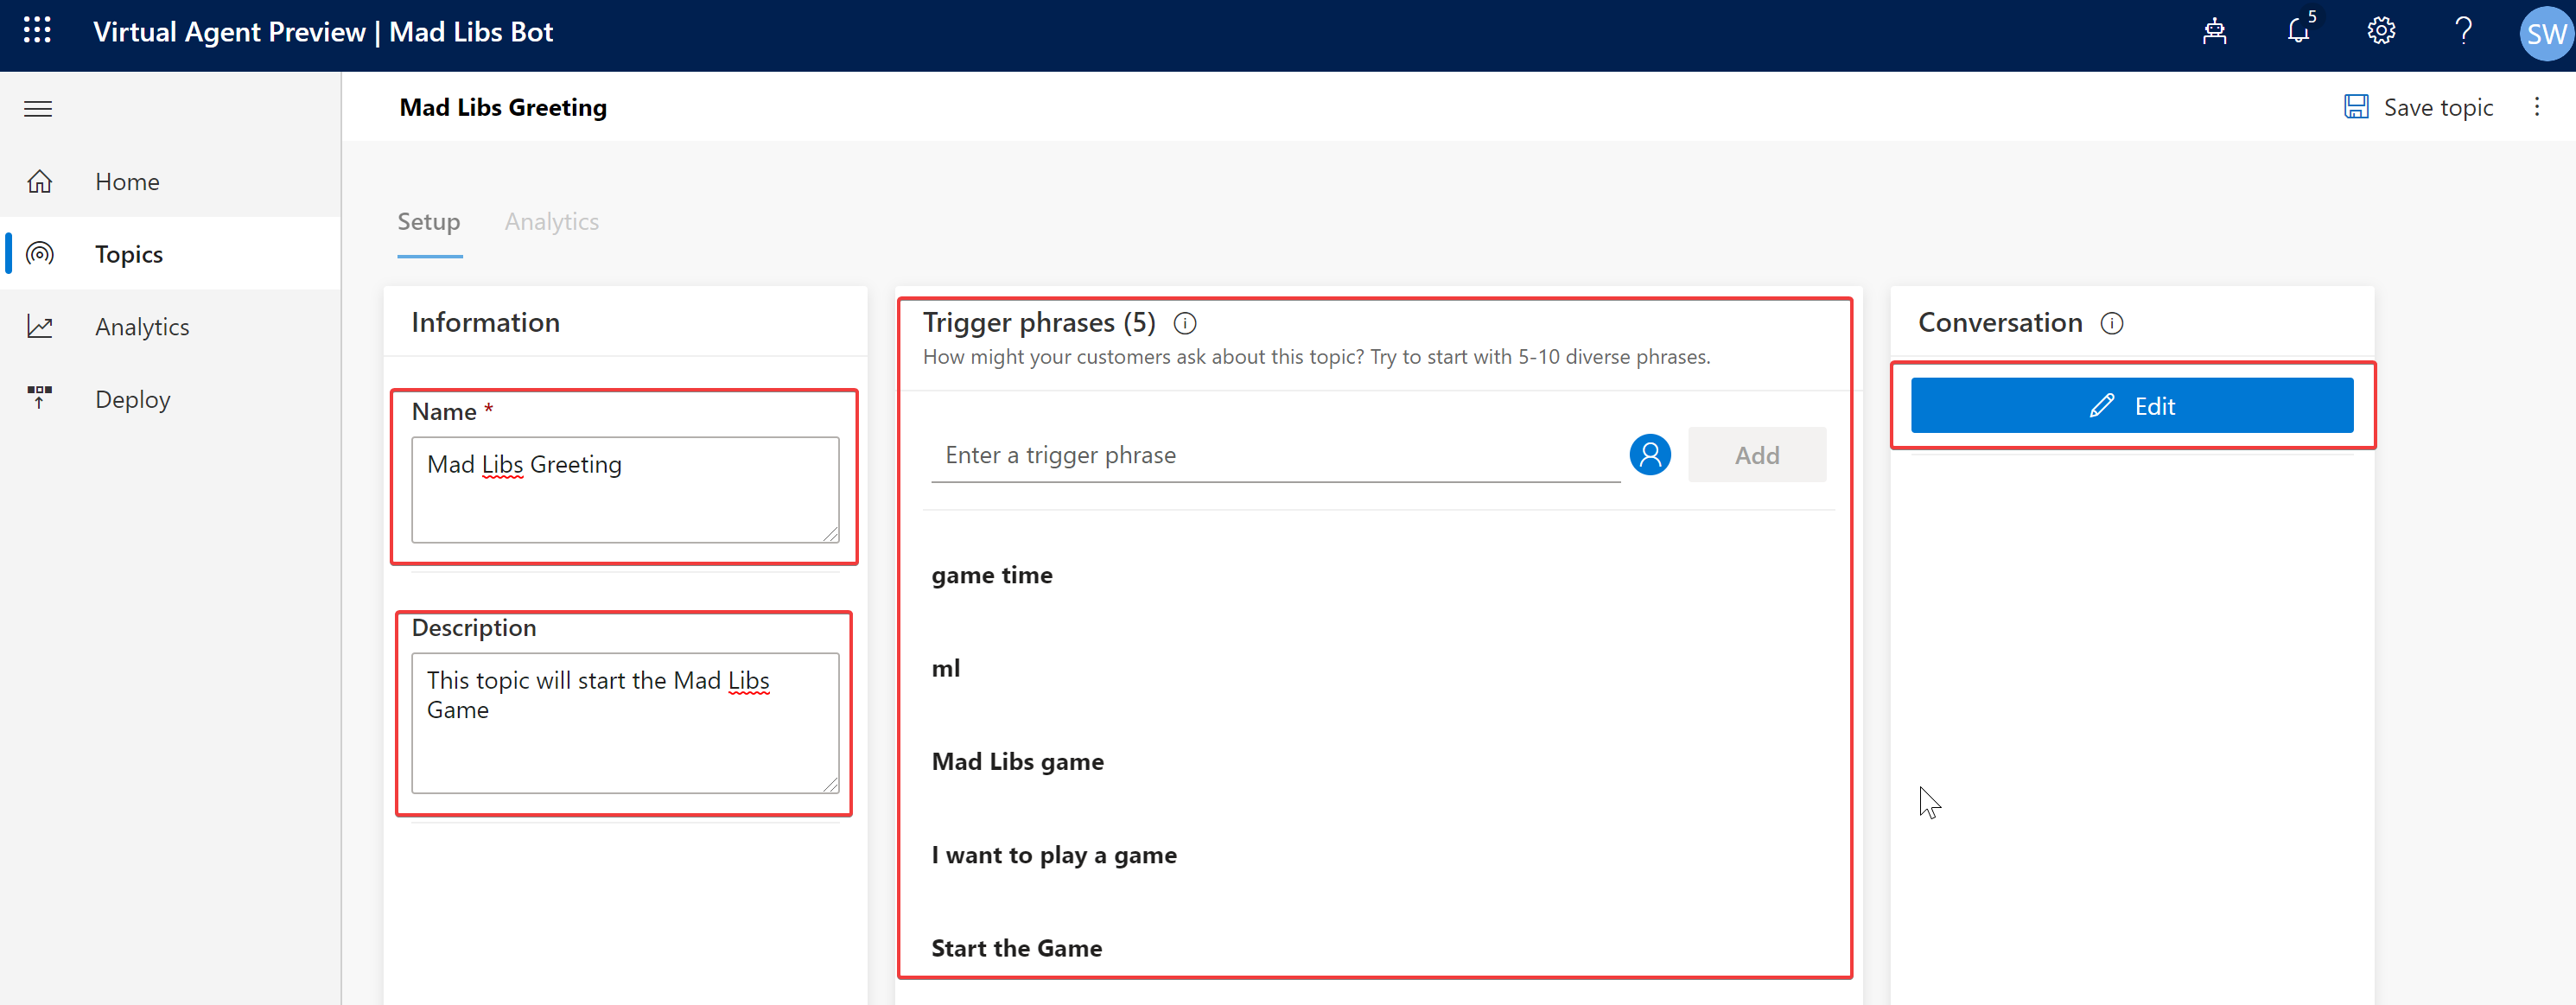 Virtual Agent Preview | Mad Libs Bot
5
SW
Mad Libs Greeting
Save topic
Home
Topics
Analytics
Deploy
Setup
Analytics
Information
Name *
Mad Libs Greeting
Description
This topic will start the Mad Libs
Game
Trigger phrases (5)
How might your customers ask about this topic? Try to start with 5-10 diverse phrases.
Enter a trigger phrase
Add
game time
ml
Mad Libs game
I want to play a game
Start the Game
Conversation
Edit